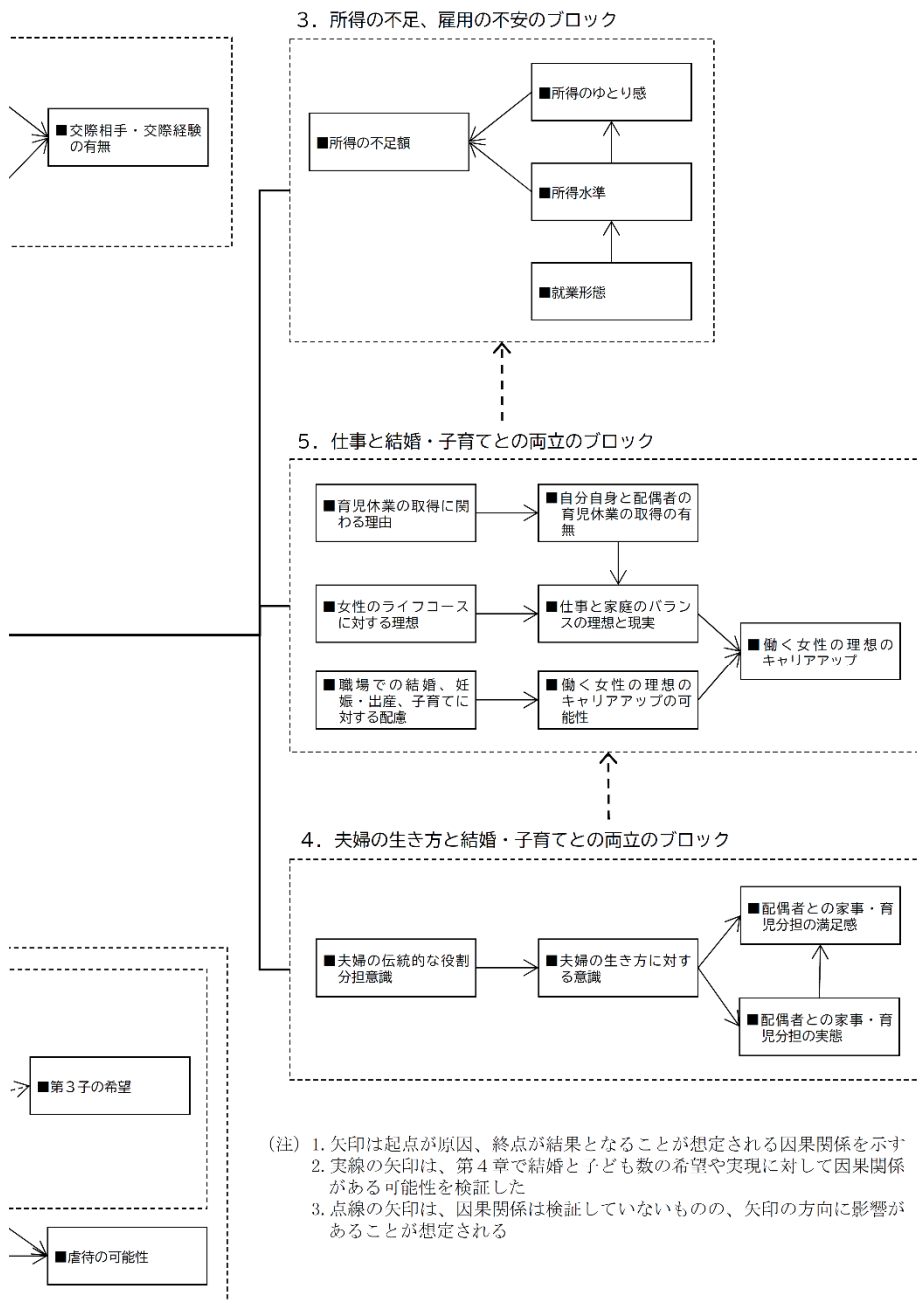 3．所得の不足、雇用の不安のブロック
■交際相手・交際経験
の有無
■所得の不足額
■所得のゆとり感
■所得水準
■就業形態
5．仕事と結婚・子育てとの両立のブロック
■育児休業の取得に関
わる理由
■自分自身と配偶者の
育児休業の取得の有
無
■女性のライフコース
に対する理想
■仕事と家庭のバラン
スの理想と現実
■職場での結婚、妊
娠・出産、子育てに
対する配慮
■働く女性の理想の
キャリアアップの可
能性
■働く女性の理想の
キャリアアップ
4．夫婦の生き方と結婚・子育てとの両立のブロック
■夫婦の伝統的な役割
分担意識
■夫婦の生き方に対す
る意識
■配偶者との家事・育
児分担の満足感
■配偶者との家事・育
児分担の実態
■第３子の希望
■虐待の可能性
（注）1. 矢印は起点が原因、終点が結果となることが想定される因果関係を示す
2. 実線の矢印は、第４章で結婚と子ども数の希望や実現に対して因果関係
がある可能性を検証した
3. 点線の矢印は、因果関係は検証していないものの、矢印の方向に影響が
あることが想定される